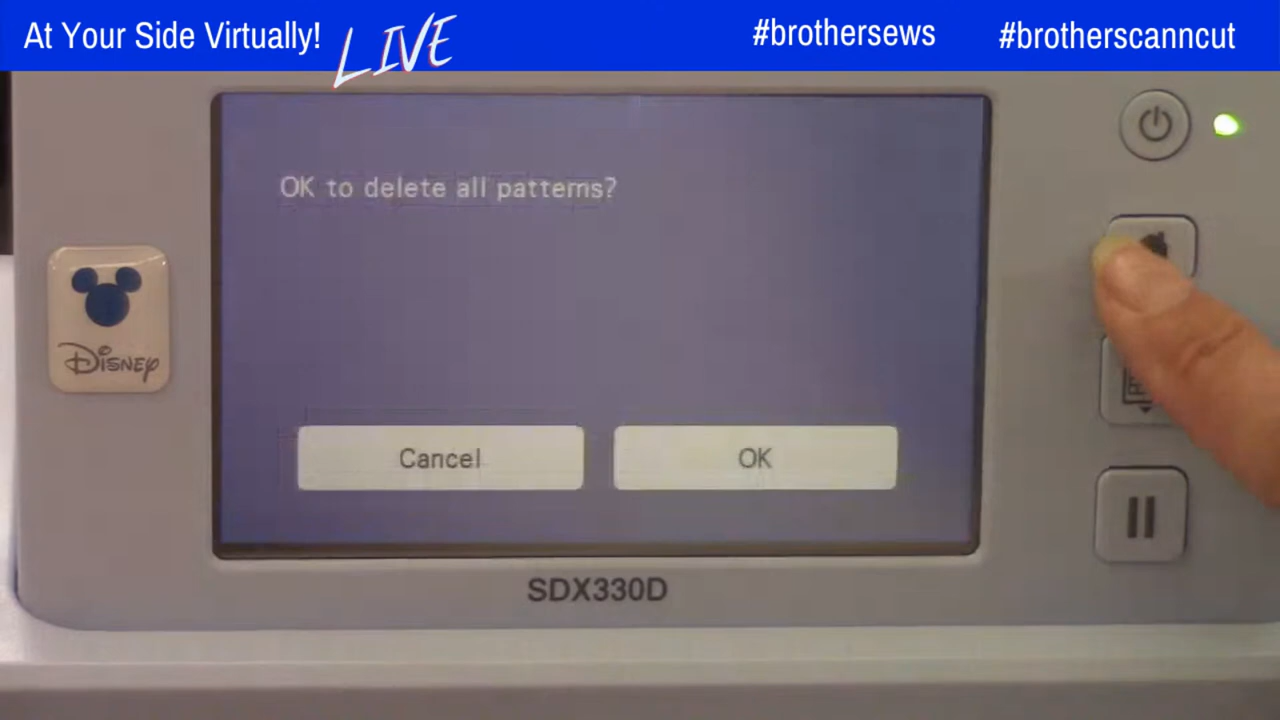 At Your Side Virtually! LIVE #brothersews #brotherscanncut
OK to delete all patterns?
Disney
Cancel OK
SDX330D